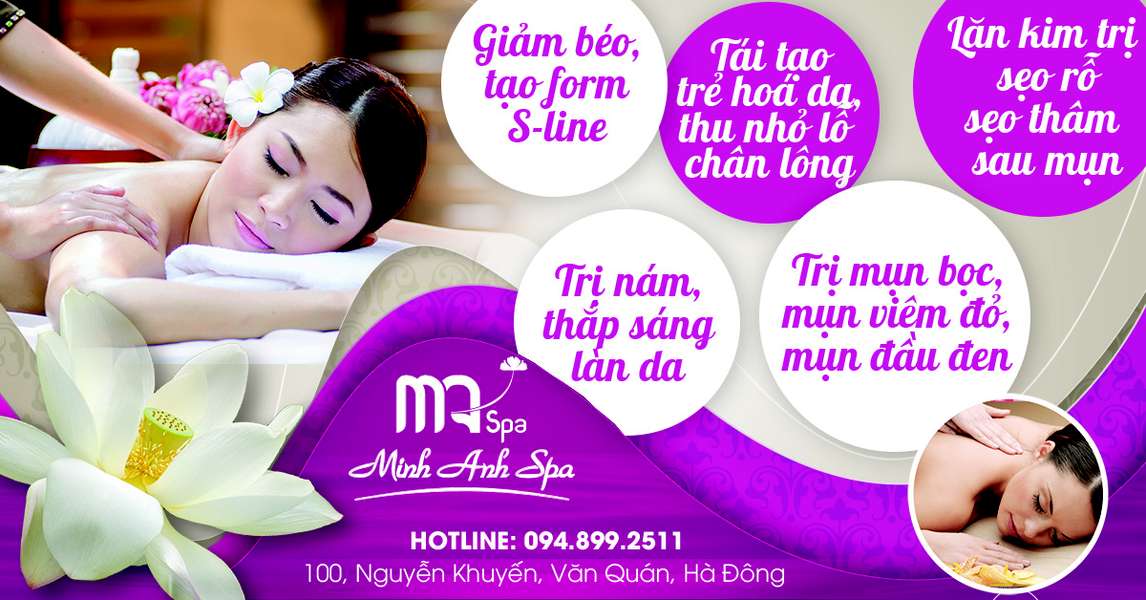 Giảm béo,
tạo form
S-line
Tái tạo
trẻ hoá da,
thu nhỏ lỗ
chân lông
Lăn kim trị
sẹo rỗ
sẹo thâm
sau mụn
Trị nám,
thắp sáng
làn da
Trị mụn bọc,
mụn viêm đỏ,
mụn đầu đen
MA
Spa
Minh Anh Spa
HOTLINE: 094.899.2511
100, Nguyễn Khuyến, Văn Quán, Hà Đông